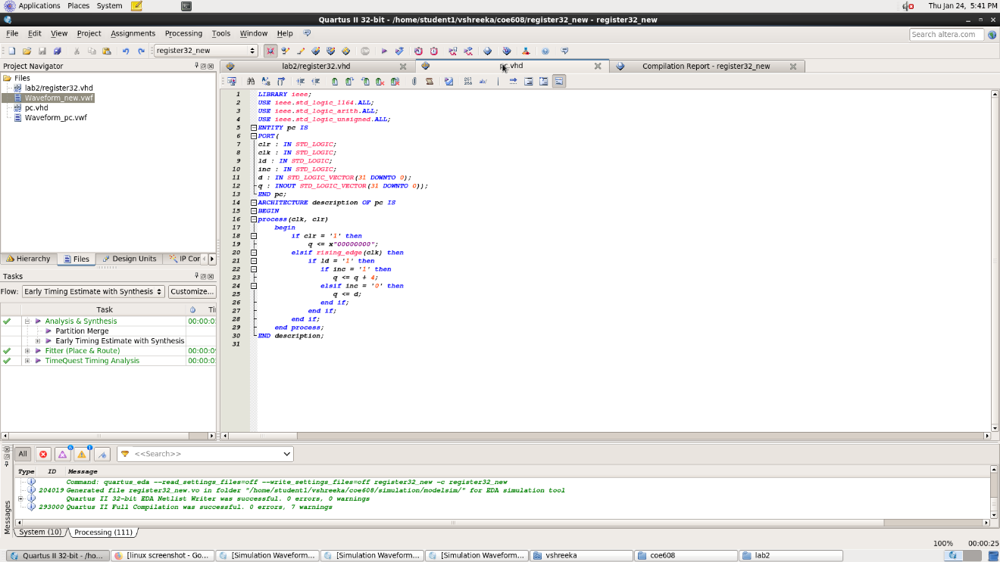 Applications Places System
Thu Jan 24, 5:41 PM
Quartus II 32-bit - /home/student1/vshreeka/coe608/register32_new - register32_new
File Edit View Project Assignments Processing Tools Window Help
Search altera.com
register32_new
Project Navigator
lab2/register32.vhd
pc.vhd
Compilation Report - register32_new
Files
lab2/register32.vhd
Waveform_new.vwf
pc.vhd
Waveform_pc.vwf
Hierarchy Files Design Units IP Cor
Tasks
Flow: Early Timing Estimate with Synthesis Customize...
Task Ti
Analysis & Synthesis 00:00:0
Partition Merge
Early Timing Estimate with Synthesis
Fitter (Place & Route)
TimeQuest Timing Analysis
1 LIBRARY ieee;
2 USE ieee.std_logic_1164.ALL;
3 USE ieee.std_logic_arith.ALL;
4 USE ieee.std_logic_unsigned.ALL;
5 ENTITY pc IS
6 PORT(
7 clr : IN STD_LOGIC;
8 clk : IN STD_LOGIC;
9 ld : IN STD_LOGIC;
10 inc : IN STD_LOGIC;
11 d : IN STD_LOGIC_VECTOR(31 DOWNTO 0);
12 q : INOUT STD_LOGIC_VECTOR(31 DOWNTO 0));
13 END pc;
14 ARCHITECTURE description OF pc IS
15 BEGIN
16 process(clk, clr)
17 begin
18 if clr = '1' then
19 q <= x"00000000";
20 elsif rising_edge(clk) then
21 if ld = '1' then
22 if inc = '1' then
23 q <= q + 4;
24 elsif inc = '0' then
25 q <= d;
26 end if;
27 end if;
28 end if;
29 end process;
30 END description;
31
All
<<Search>>
Type ID Message
Command: quartus_eda --read_settings_files=off --write_settings_files=off register32_new -c register32_new
204019 Generated file register32_new.vo in folder "/home/student1/vshreeka/coe608/simulation/modelsim/" for EDA simulation tool
Quartus II 32-bit EDA Netlist Writer was successful. 0 errors, 0 warnings
293000 Quartus II Full Compilation was successful. 0 errors, 7 warnings
Messages
System (10) Processing (111)
100% 00:00:25
Quartus II 32-bit - /ho... [linux screenshot - Go... [Simulation Waveform... [Simulation Waveform... [Simulation Waveform... vshreeka coe608 lab2